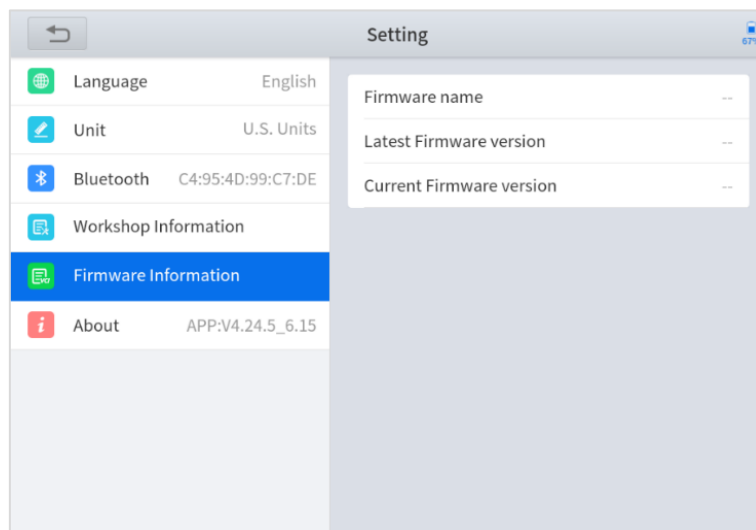 Setting
67%
Language English
Unit U.S. Units
Bluetooth C4:95:4D:99:C7:DE
Workshop Information
Firmware Information
About APP:V4.24.5_6.15
Firmware name --
Latest Firmware version --
Current Firmware version --